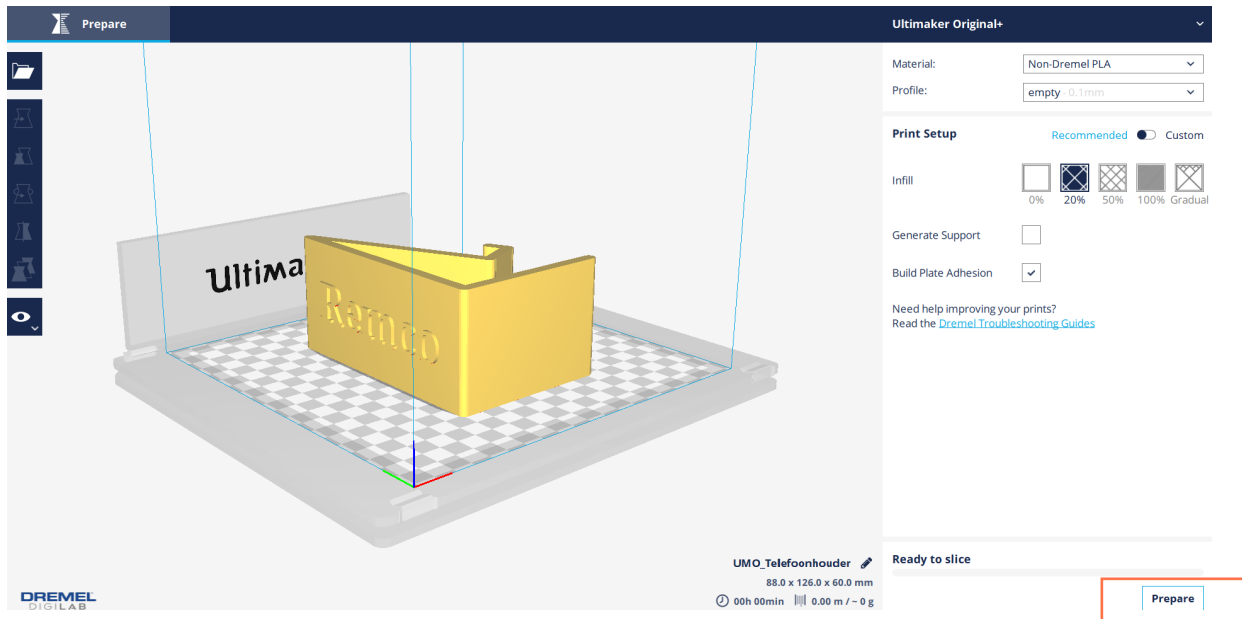 Prepare
Ultimaker Original+
Material:
Non-Dremel PLA
Profile:
empty - 0.1mm
Print Setup
Recommended
Custom
Infill
0% 20% 50% 100% Gradual
Generate Support
Build Plate Adhesion
Need help improving your prints?
Read the Dremel Troubleshooting Guides
Ultima
Remco
UMO_Telefoonhouder
88.0 x 126.0 x 60.0 mm
00h 00min 0.00 m / ~ 0 g
Ready to slice
Prepare
DREMEL
DIGILAB